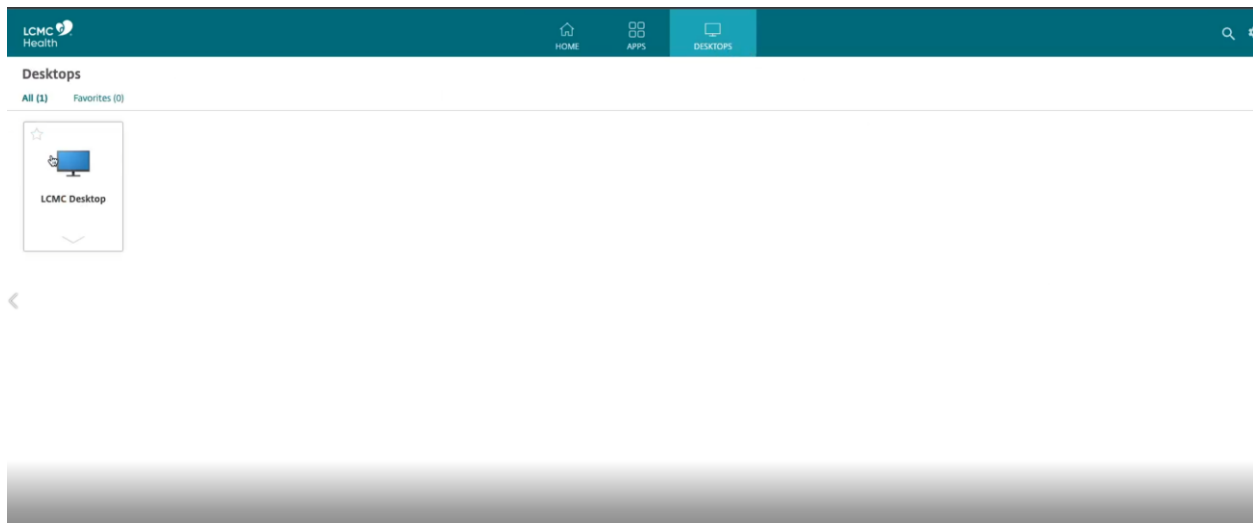 LCMC
Health
HOME
APPS
DESKTOPS
Desktops
All (1)
Favorites (0)
LCMC Desktop